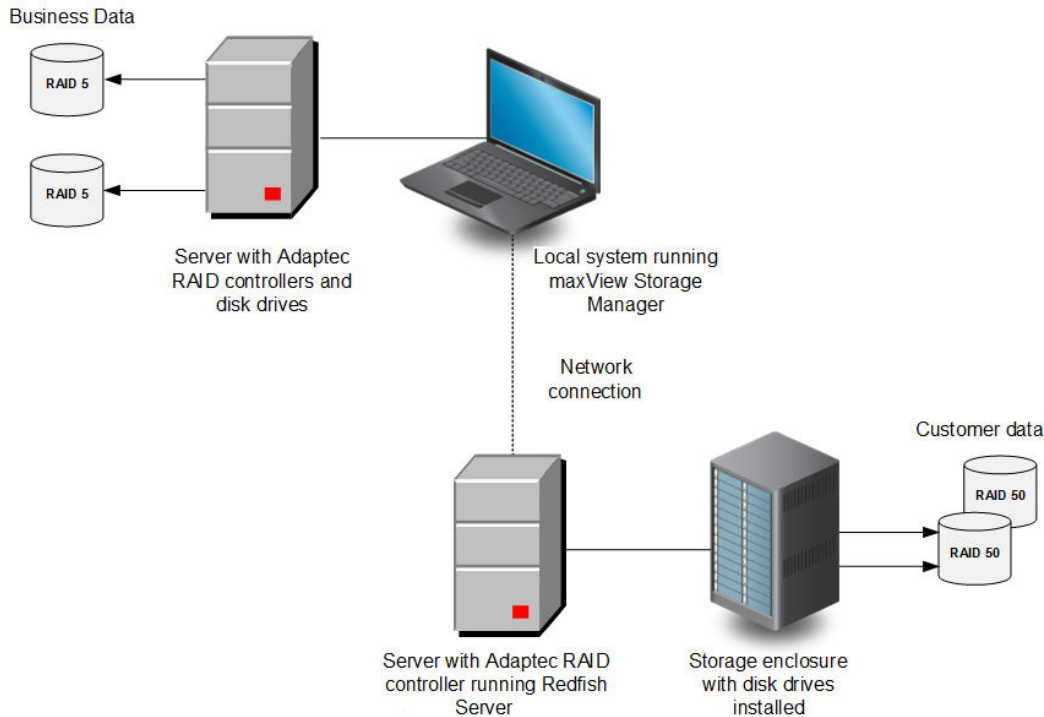 Business Data
RAID 5
RAID 5
Server with Adaptec
RAID controllers and
disk drives
Local system running
maxView Storage
Manager
Network
connection
Customer data
RAID 50
RAID 50
Server with Adaptec RAID
controller running Redfish
Server
Storage enclosure
with disk drives
installed